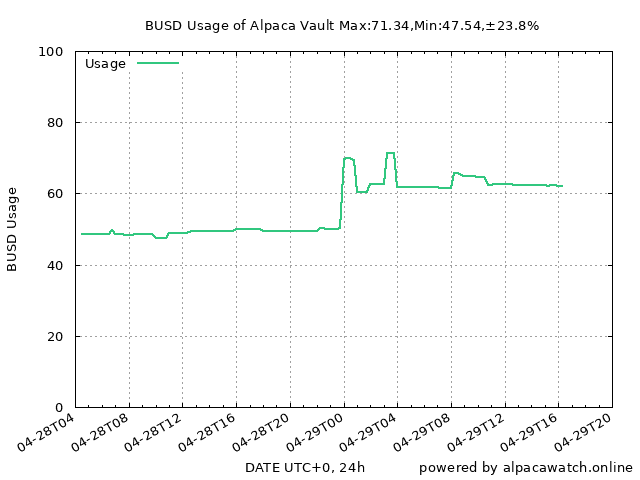 BUSD Usage of Alpaca Vault Max:71.34,Min:47.54,±23.8%
100
Usage
80
60
BUSD Usage
40
20
0
04-28T04 04-28T08 04-28T12 04-28T16 04-28T20 04-29T00 04-29T04 04-29T08 04-29T12 04-29T16 04-29T20
DATE UTC+0, 24h
powered by alpacawatch.online